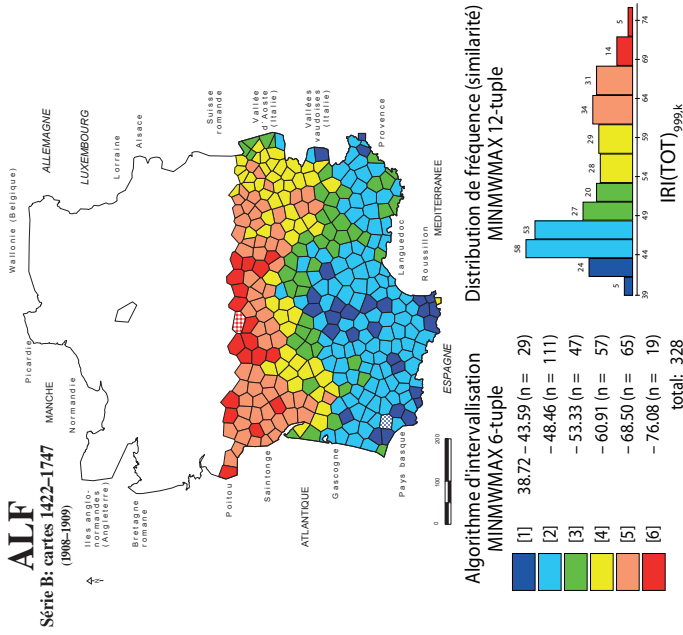 ALF
Série B: cartes 1422–1747
(1908–1909)
N
Iles anglo-
normandes
(Angleterre)
Bretagne
romane
MANCHE
Normandie
Picardie
Wallonie (Belgique)
ALLEMAGNE
LUXEMBOURG
Lorraine
Alsace
Suisse
romande
Vallée
d'Aoste
(Italie)
Vallées
vaudoises
(Italie)
Provence
MEDITERRANEE
Languedoc
Roussillon
ESPAGNE
Poitou
Saintonge
ATLANTIQUE
Gascogne
Pays basque
0 100 200
Algorithme d'intervallisation
MINMWMAX 6-tuple
[1] 38.72 – 43.59 (n = 29)
[2] – 48.46 (n = 111)
[3] – 53.33 (n = 47)
[4] – 60.91 (n = 57)
[5] – 68.50 (n = 65)
[6] – 76.08 (n = 19)
total: 328
Distribution de fréquence (similarité)
MINMWMAX 12-tuple
5 24 58 53 27 20 28 29 34 31 14 5
39 44 49 54 59 64 69 74
IRI(TOT)999,k